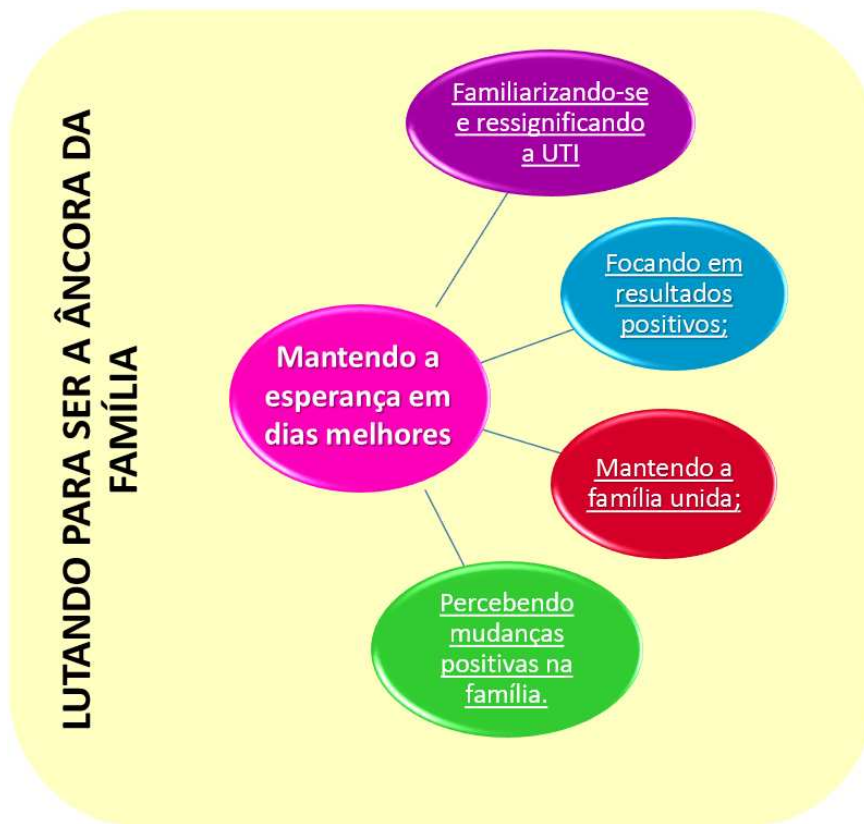 LUTANDO PARA SER A ÂNCORA DA
FAMÍLIA
Mantendo a
esperança em
dias melhores
Familiarizando-se
e ressignificando
a UTI
Focando em
resultados
positivos;
Mantendo a
família unida;
Percebendo
mudanças
positivas na
família.